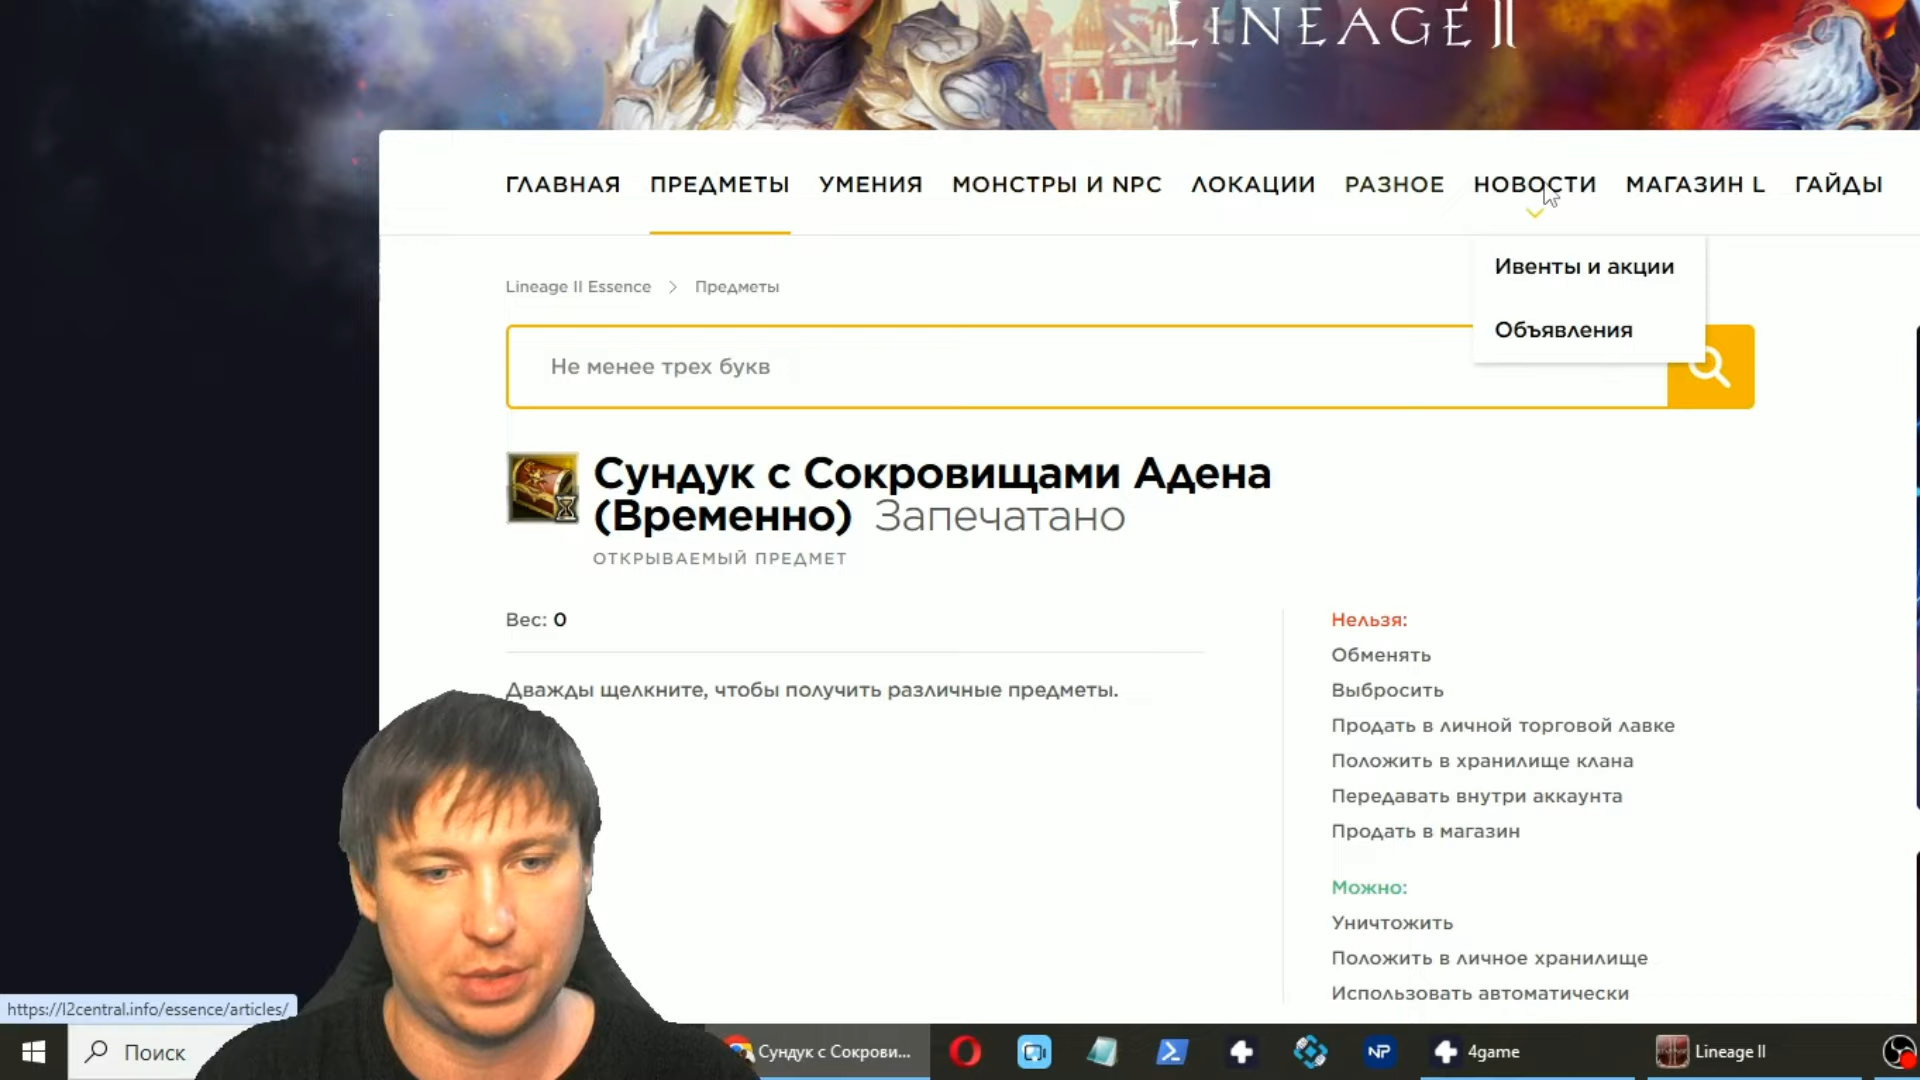 LINEAGE II
ГЛАВНАЯ ПРЕДМЕТЫ УМЕНИЯ МОНСТРЫ И NPC ЛОКАЦИИ РАЗНОЕ НОВОСТИ МАГАЗИН L ГАЙДЫ
Ивенты и акции
Объявления
Lineage II Essence > Предметы
Не менее трех букв
Сундук с Сокровищами Адена
(Временно) Запечатано
ОТКРЫВАЕМЫЙ ПРЕДМЕТ
Вес: 0
Дважды щелкните, чтобы получить различные предметы.
Нельзя:
Обменять
Выбросить
Продать в личной торговой лавке
Положить в хранилище клана
Передавать внутри аккаунта
Продать в магазин
Можно:
Уничтожить
Положить в личное хранилище
Использовать автоматически
https://l2central.info/essence/articles/
Поиск
Сундук с Сокрови...
NP
4game
Lineage II